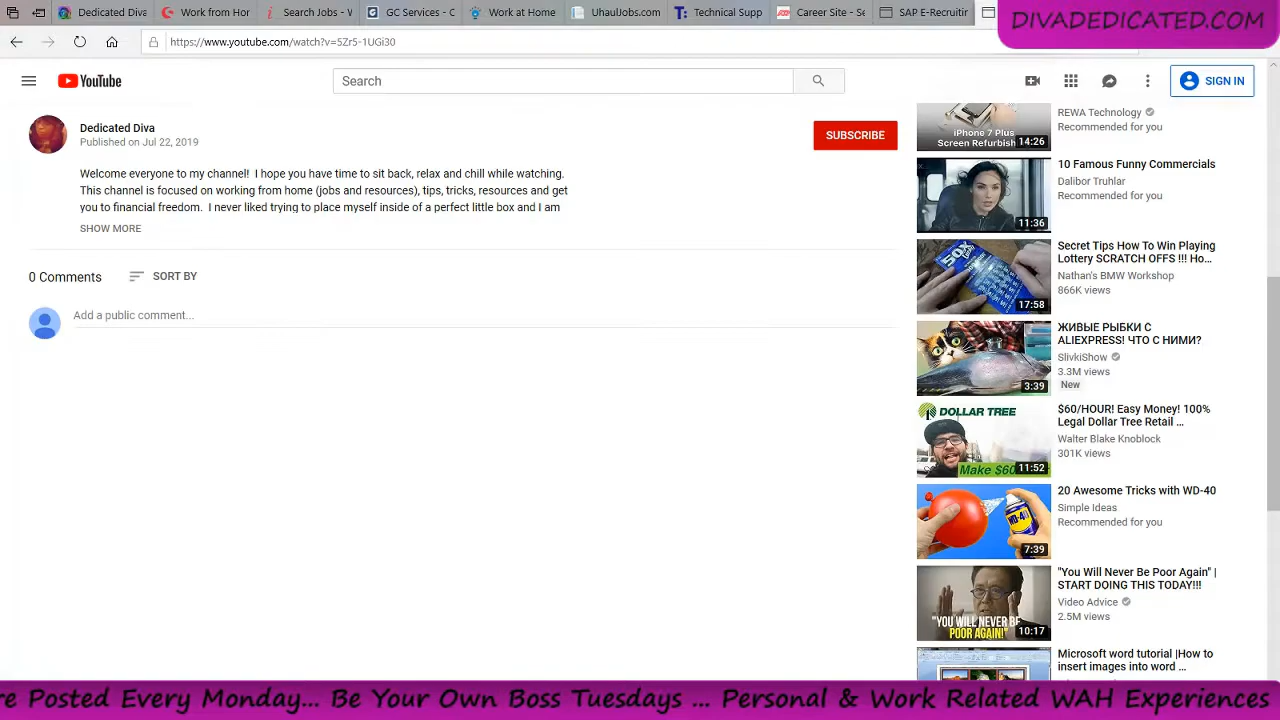 Dedicated Diva
Work from Hor
Search Jobs - V
GC Services - C
Work at Home
UhaulJobs.com
Technical Supp
Career Site - S
SAP E-Recruitir
DIVADEDICATED.COM
https://www.youtube.com/watch?v=5Zr5-1UGi30
YouTube
Search
SIGN IN
Dedicated Diva
Published on Jul 22, 2019
SUBSCRIBE
Welcome everyone to my channel! I hope you find time to sit back, relax and chill while watching.
This channel is focused on working from home (jobs and resources), tips, tricks, resources and get
you to financial freedom. I never liked trying to place myself inside of a perfect little box and I'm
SHOW MORE
0 Comments
SORT BY
Add a public comment...
iPhone 7 Plus
Screen Refurbish
14:26
REWA Technology
Recommended for you
11:36
10 Famous Funny Commercials
Dalibor Truhlar
Recommended for you
50X
17:58
Secret Tips How To Win Playing
Lottery SCRATCH OFFS !!! Ho...
Nathan's BMW Workshop
866K views
3:39
ЖИВЫЕ РЫБКИ С
ALIEXPRESS! ЧТО С НИМИ?
SlivkiShow
3.3M views
New
DOLLAR TREE
Make $60
11:52
$60/HOUR! Easy Money! 100%
Legal Dollar Tree Retail ...
Walter Blake Knoblock
301K views
WD-40
7:39
20 Awesome Tricks with WD-40
Simple Ideas
Recommended for you
"YOU WILL NEVER BE
POOR AGAIN!"
10:17
"You Will Never Be Poor Again" |
START DOING THIS TODAY!!!
Video Advice
2.5M views
Microsoft word tutorial |How to
insert images into word ...
re Posted Every Monday... Be Your Own Boss Tuesdays ... Personal & Work Related WAH Experiences